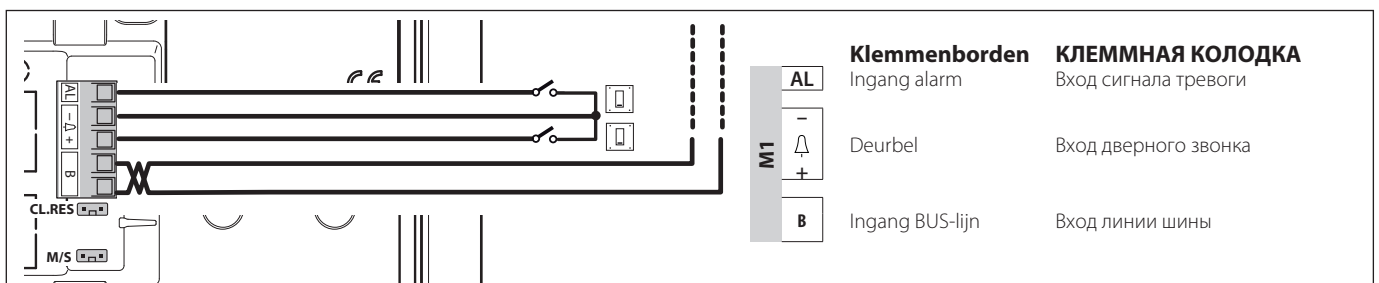 AL
− +
B
CL.RES
M/S
CE
M1
Klemmenborden КЛЕММНАЯ КОЛОДКА
AL Ingang alarm Вход сигнала тревоги
−
Deurbel Вход дверного звонка
+
B Ingang BUS-lijn Вход линии шины